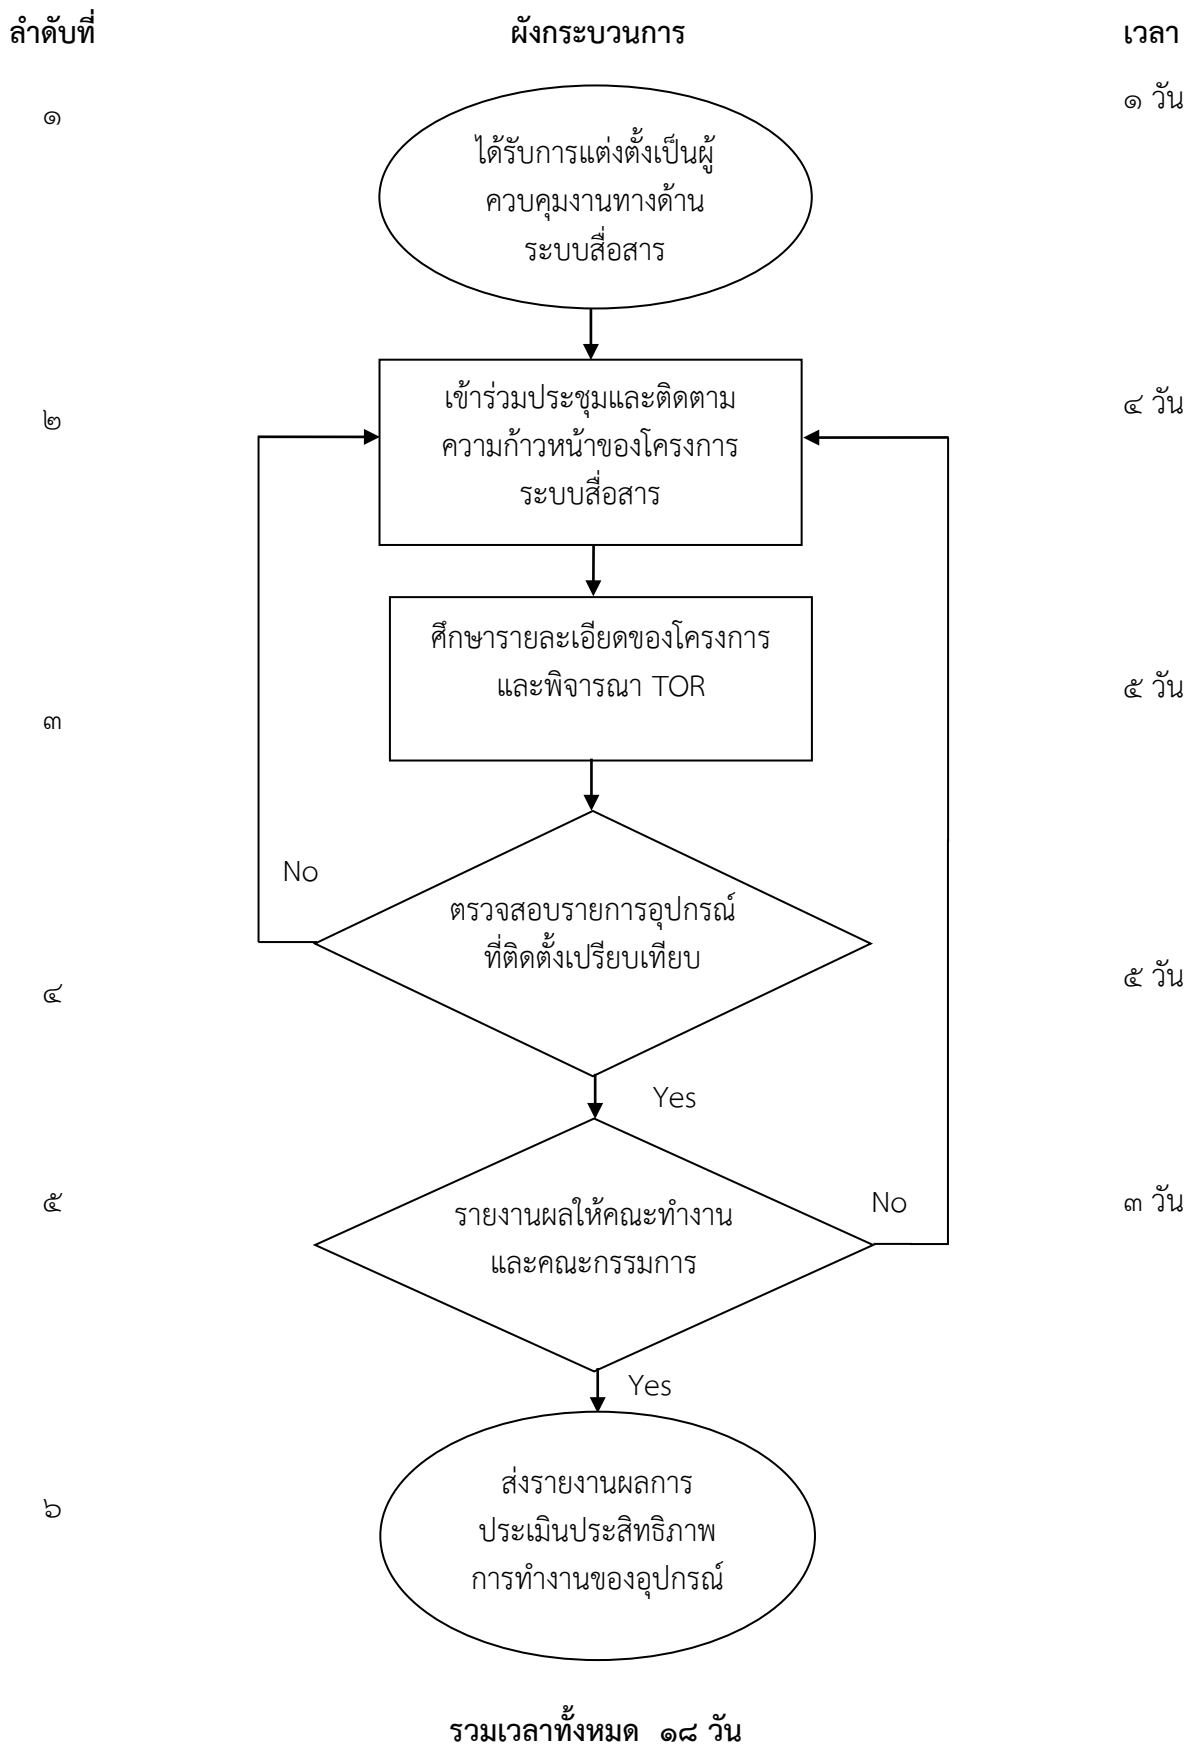 ลำดับที่ ผังกระบวนการ เวลา
๑ ๑ วัน
ได้รับการแต่งตั้งเป็นผู้
ควบคุมงานทางด้าน
ระบบสื่อสาร
เข้าร่วมประชุมและติดตาม
๒ ๔ วัน
ความก้าวหน้าของโครงการ
ระบบสื่อสาร
ศึกษารายละเอียดของโครงการ
และพิจารณา TOR ๕ วัน
๓
No
ตรวจสอบรายการอุปกรณ์
ที่ติดตั้งเปรียบเทียบ
๔ ๕ วัน
Yes
๕ No ๓ วัน
รายงานผลให้คณะทำงาน
และคณะกรรมการ
Yes
ส่งรายงานผลการ
๖
ประเมินประสิทธิภาพ
การทำงานของอุปกรณ์
รวมเวลาทั้งหมด ๑๘ วัน